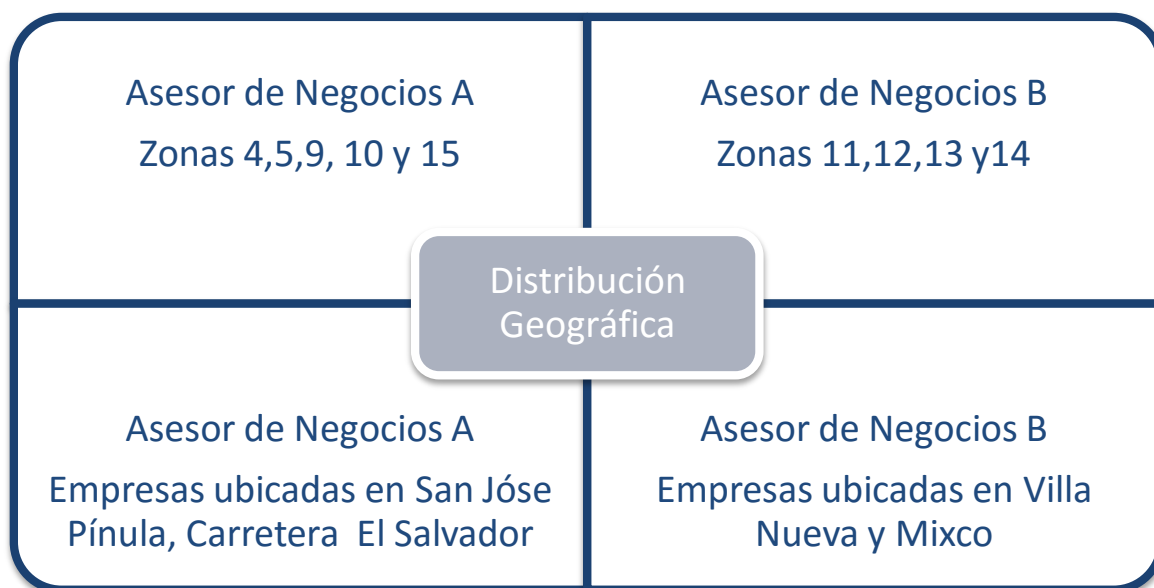 Asesor de Negocios A
Zonas 4,5,9, 10 y 15
Asesor de Negocios B
Zonas 11,12,13 y14
Distribución
Geográfica
Asesor de Negocios A
Empresas ubicadas en San Jóse
Pínula, Carretera  El Salvador
Asesor de Negocios B
Empresas ubicadas en Villa
Nueva y Mixco